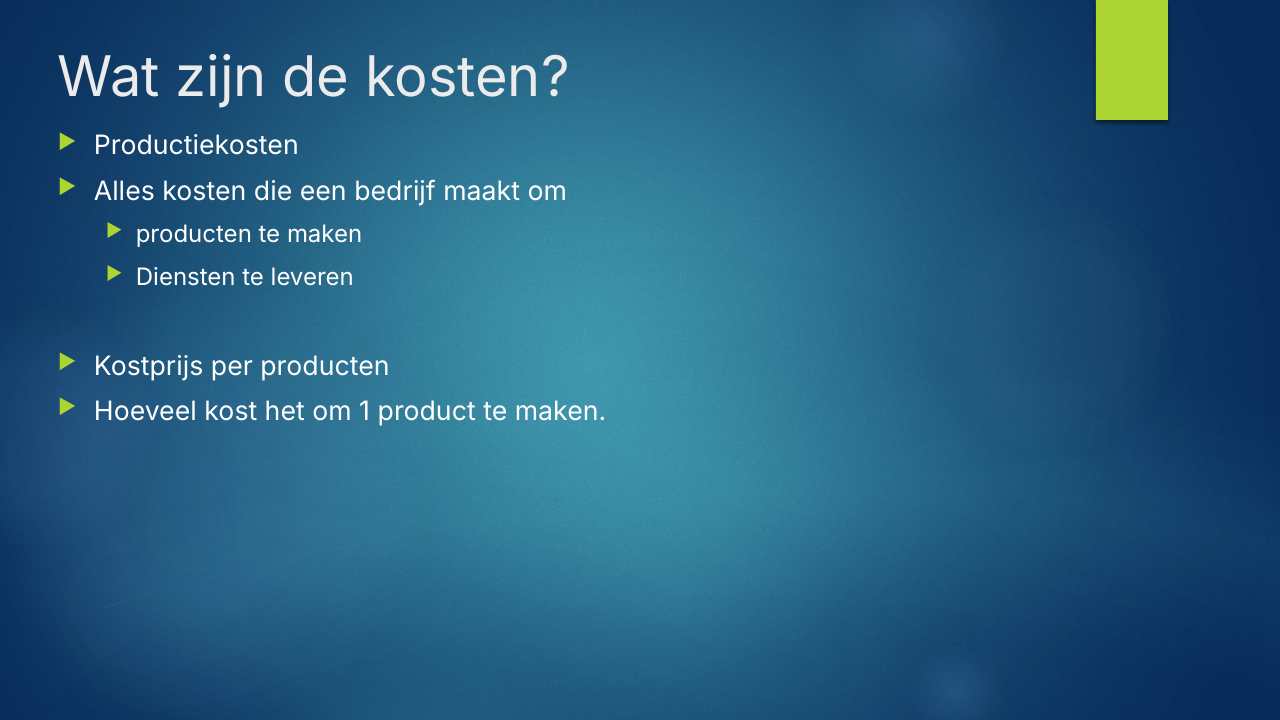 Wat zijn de kosten?
Productiekosten
Alles kosten die een bedrijf maakt om
producten te maken
Diensten te leveren
Kostprijs per producten
Hoeveel kost het om 1 product te maken.